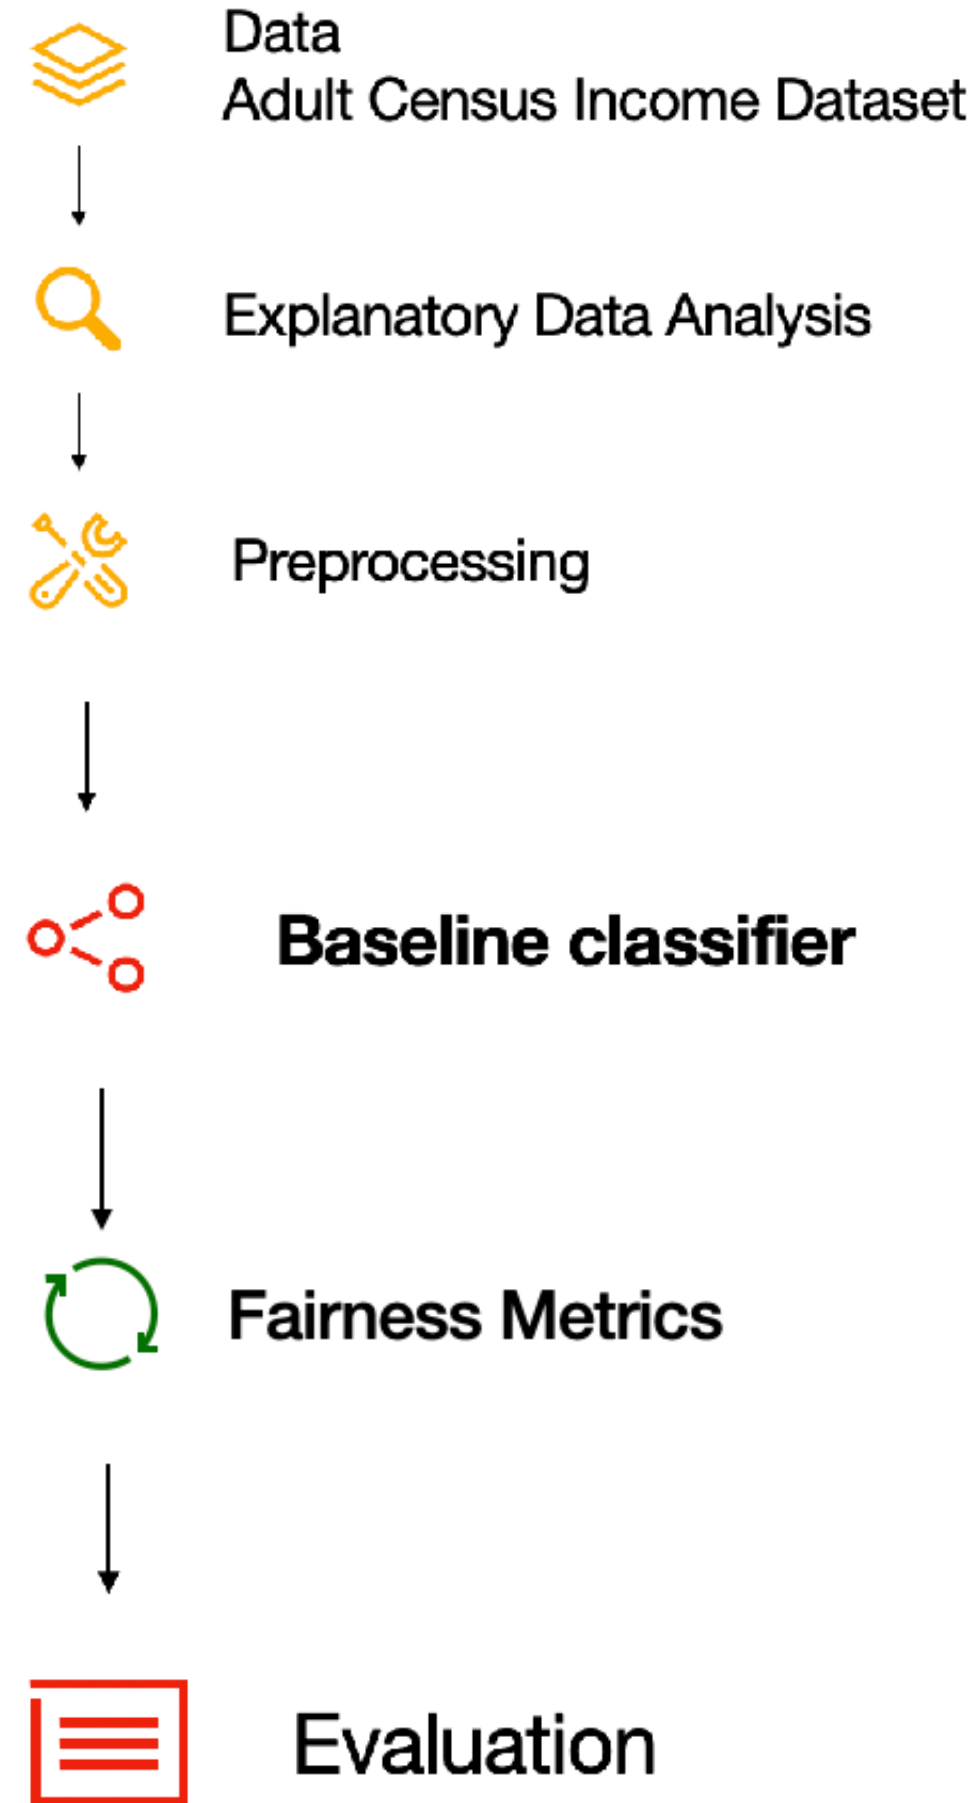 Data
Adult Census Income Dataset
Explanatory Data Analysis
Preprocessing
Baseline classifier
Fairness Metrics
Evaluation